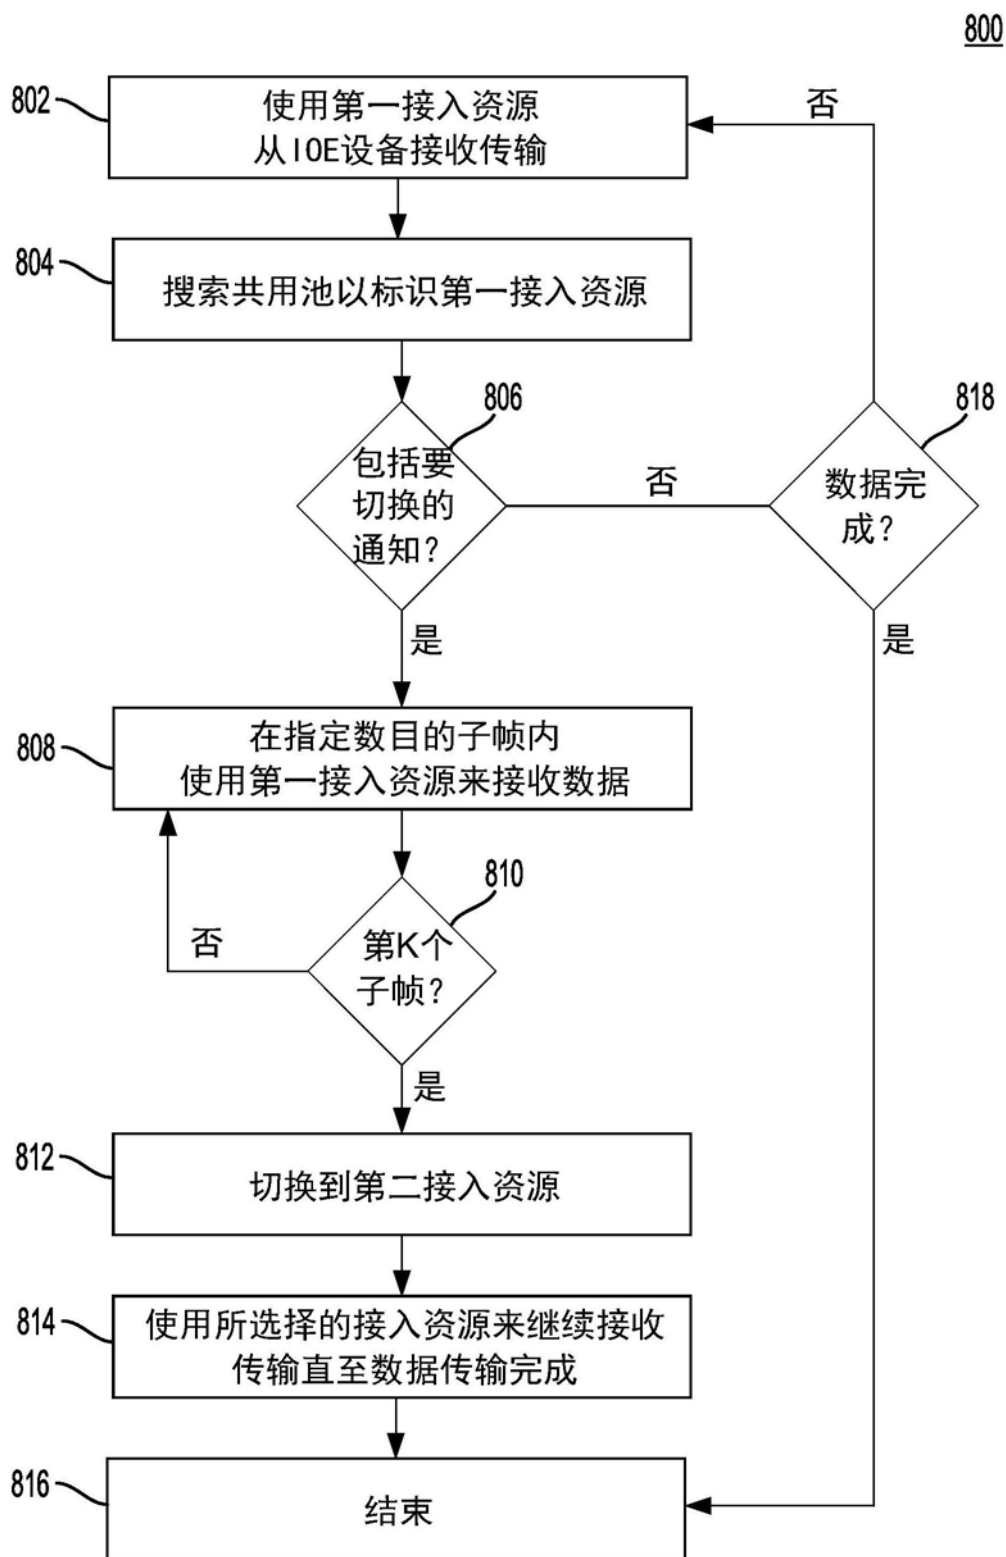 800
802
使用第一接入资源
从IOE设备接收传输
否
804
搜索共用池以标识第一接入资源
806
包括要
切换的
通知？
否
818
数据完
成？
是
是
808
在指定数目的子帧内
使用第一接入资源来接收数据
810
第K个
子帧？
否
是
812
切换到第二接入资源
814
使用所选择的接入资源来继续接收
传输直至数据传输完成
816
结束